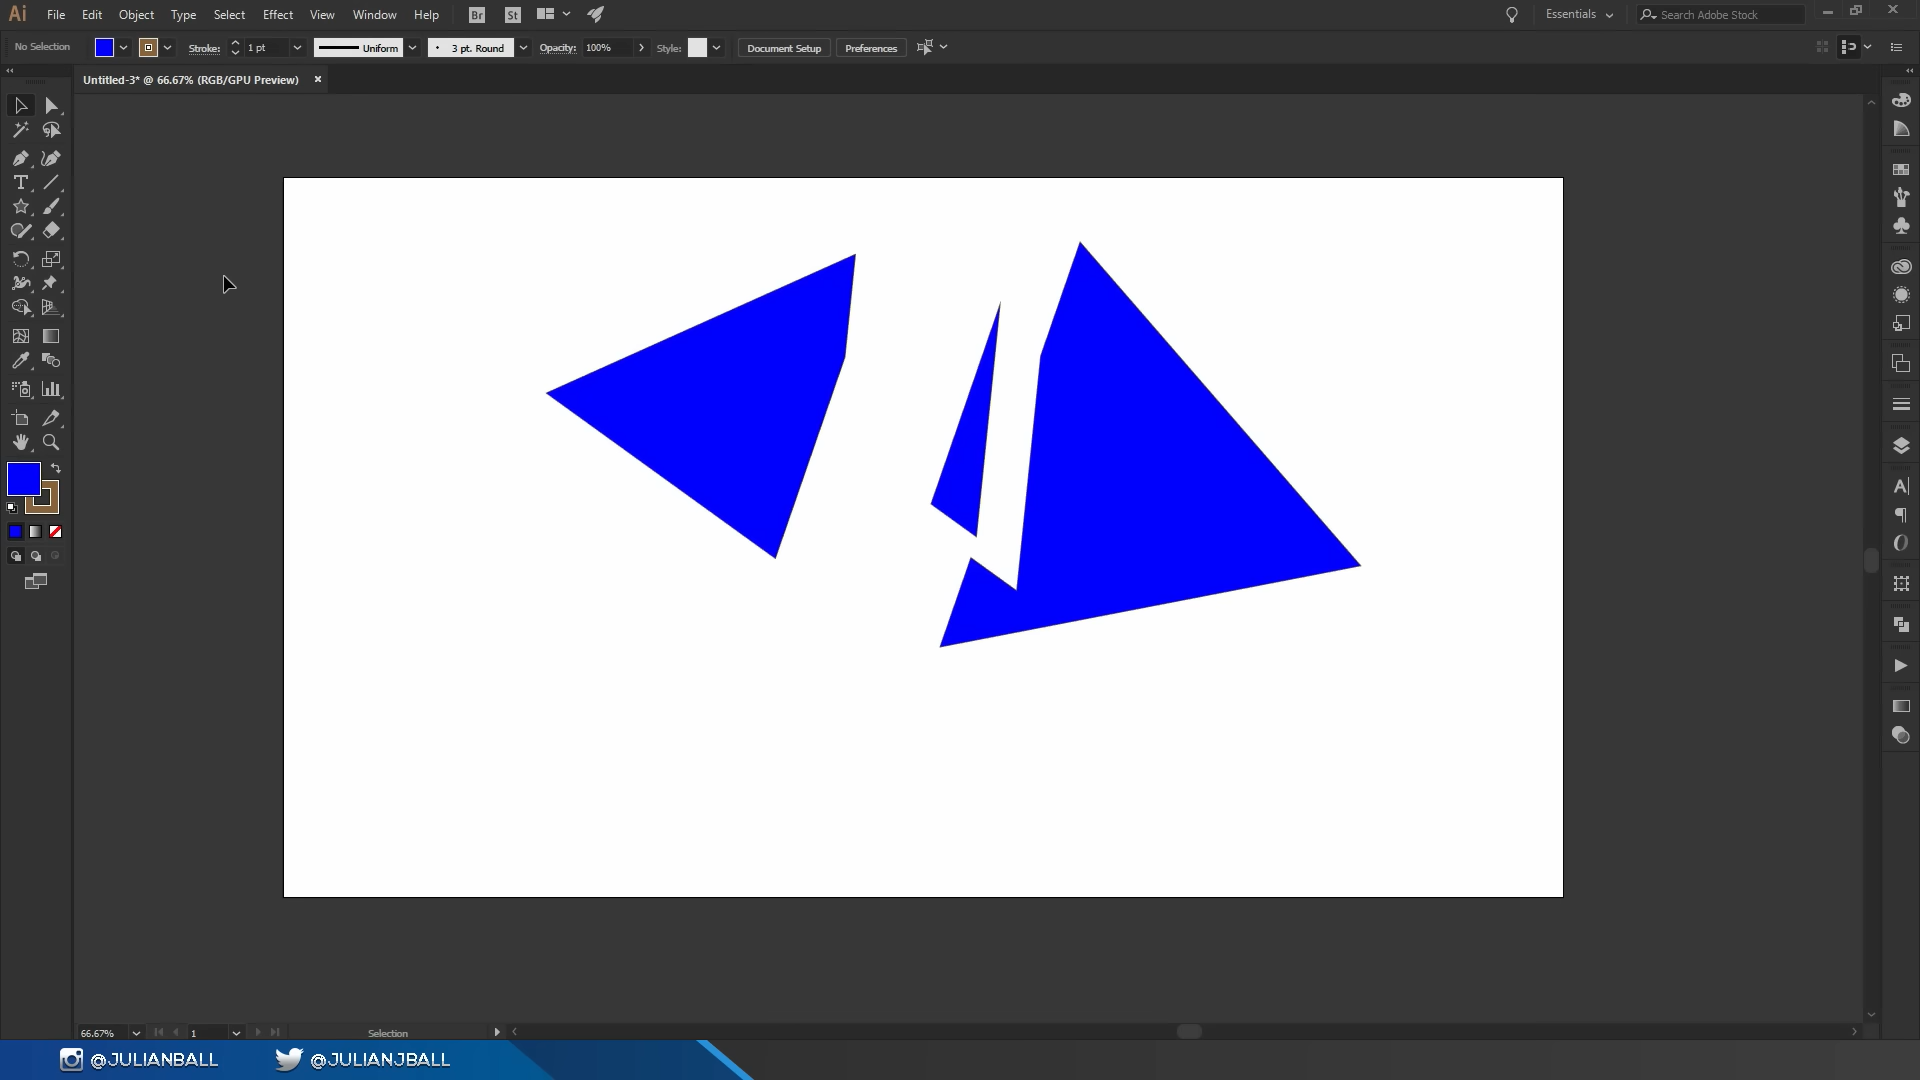 Ai File Edit Object Type Select Effect View Window Help Br St Essentials Search Adobe Stock
No Selection Stroke: 1 pt Uniform 3 pt. Round Opacity: 100% Style: Document Setup Preferences
Untitled-3* @ 66.67% (RGB/GPU Preview)
66.67% 1 Selection
@JULIANBALL @JULIANJBALL